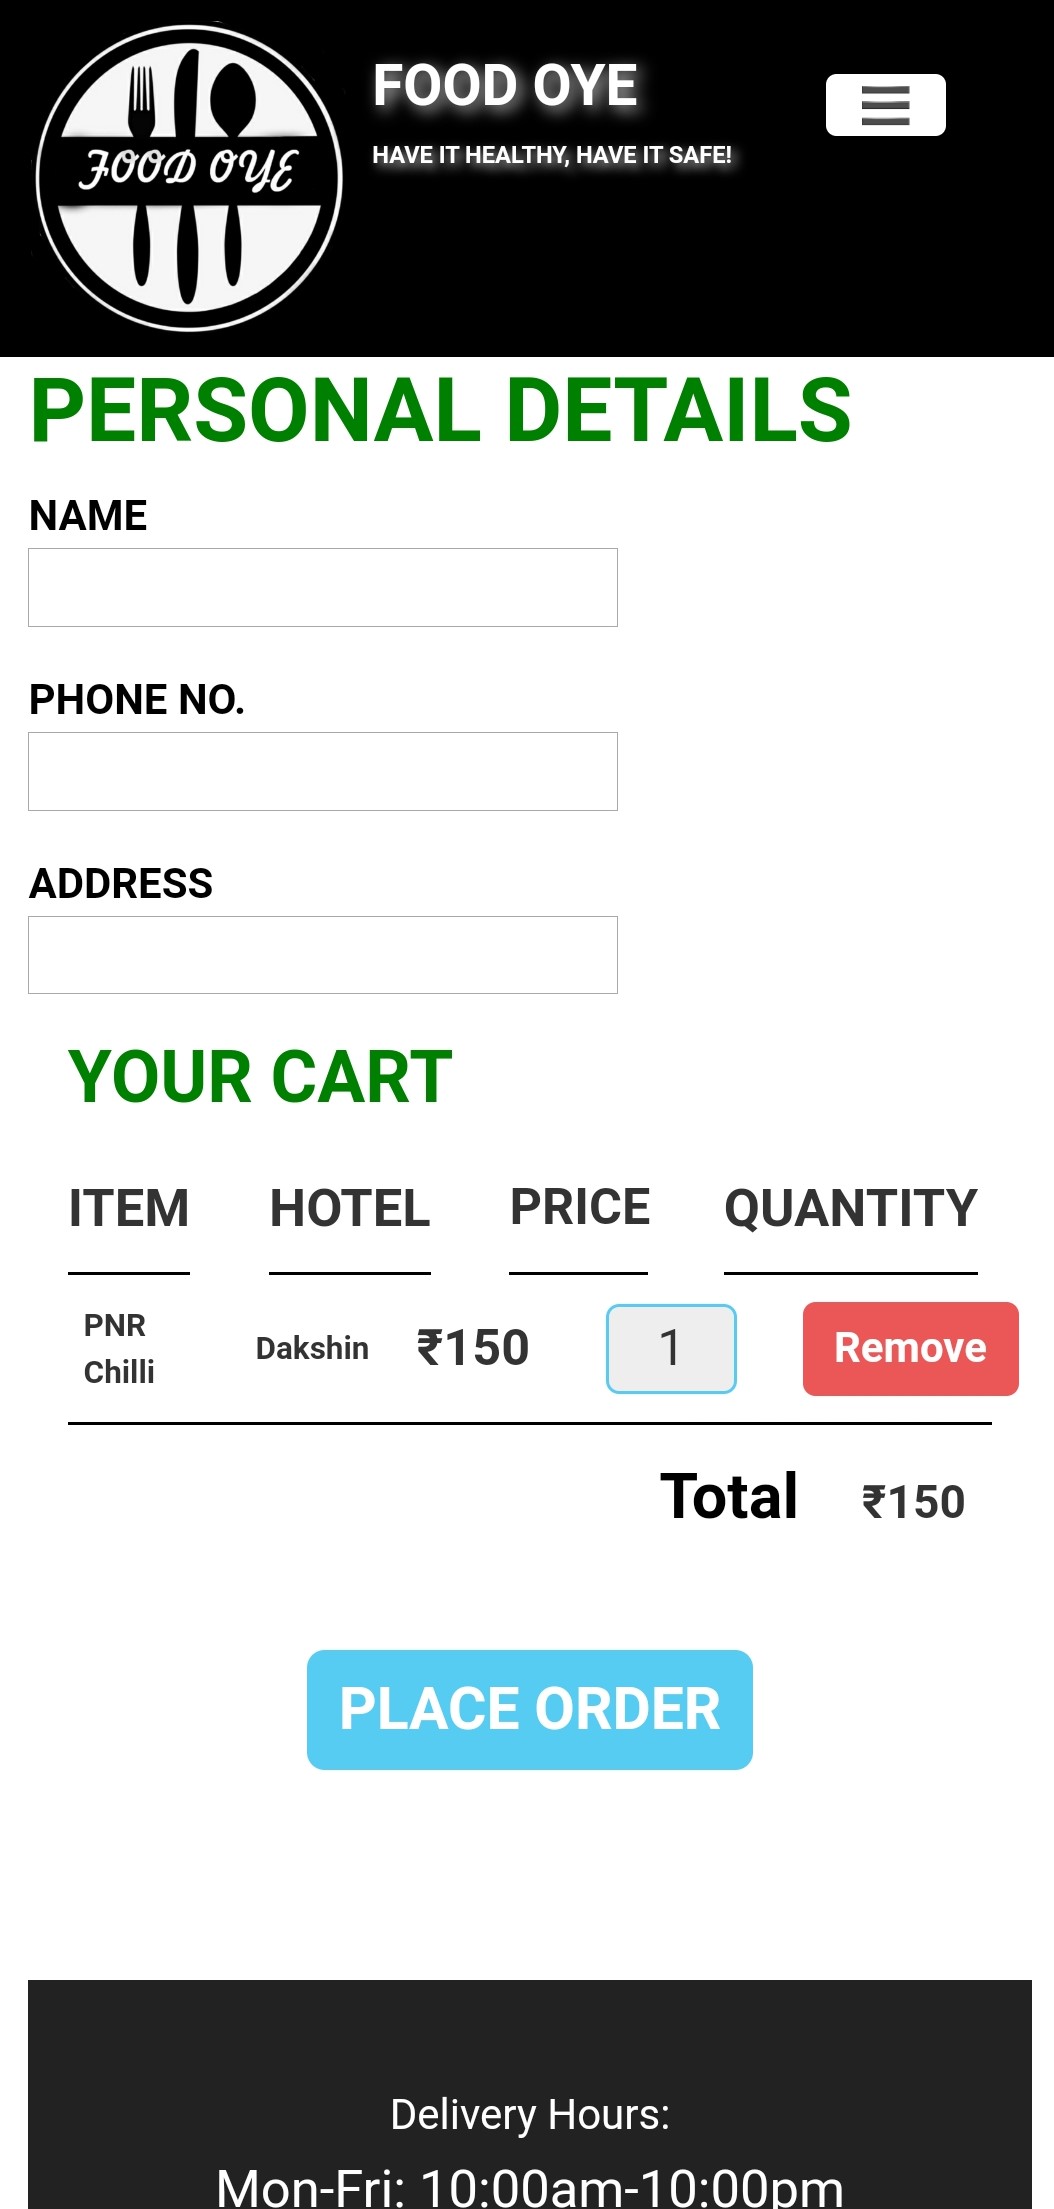 FOOD OYE
FOOD OYE
HAVE IT HEALTHY, HAVE IT SAFE!
PERSONAL DETAILS
NAME
PHONE NO.
ADDRESS
YOUR CART
ITEM HOTEL PRICE QUANTITY
PNR
Chilli
Dakshin ₹150 1 Remove
Total ₹150
PLACE ORDER
Delivery Hours:
Mon-Fri: 10:00am-10:00pm